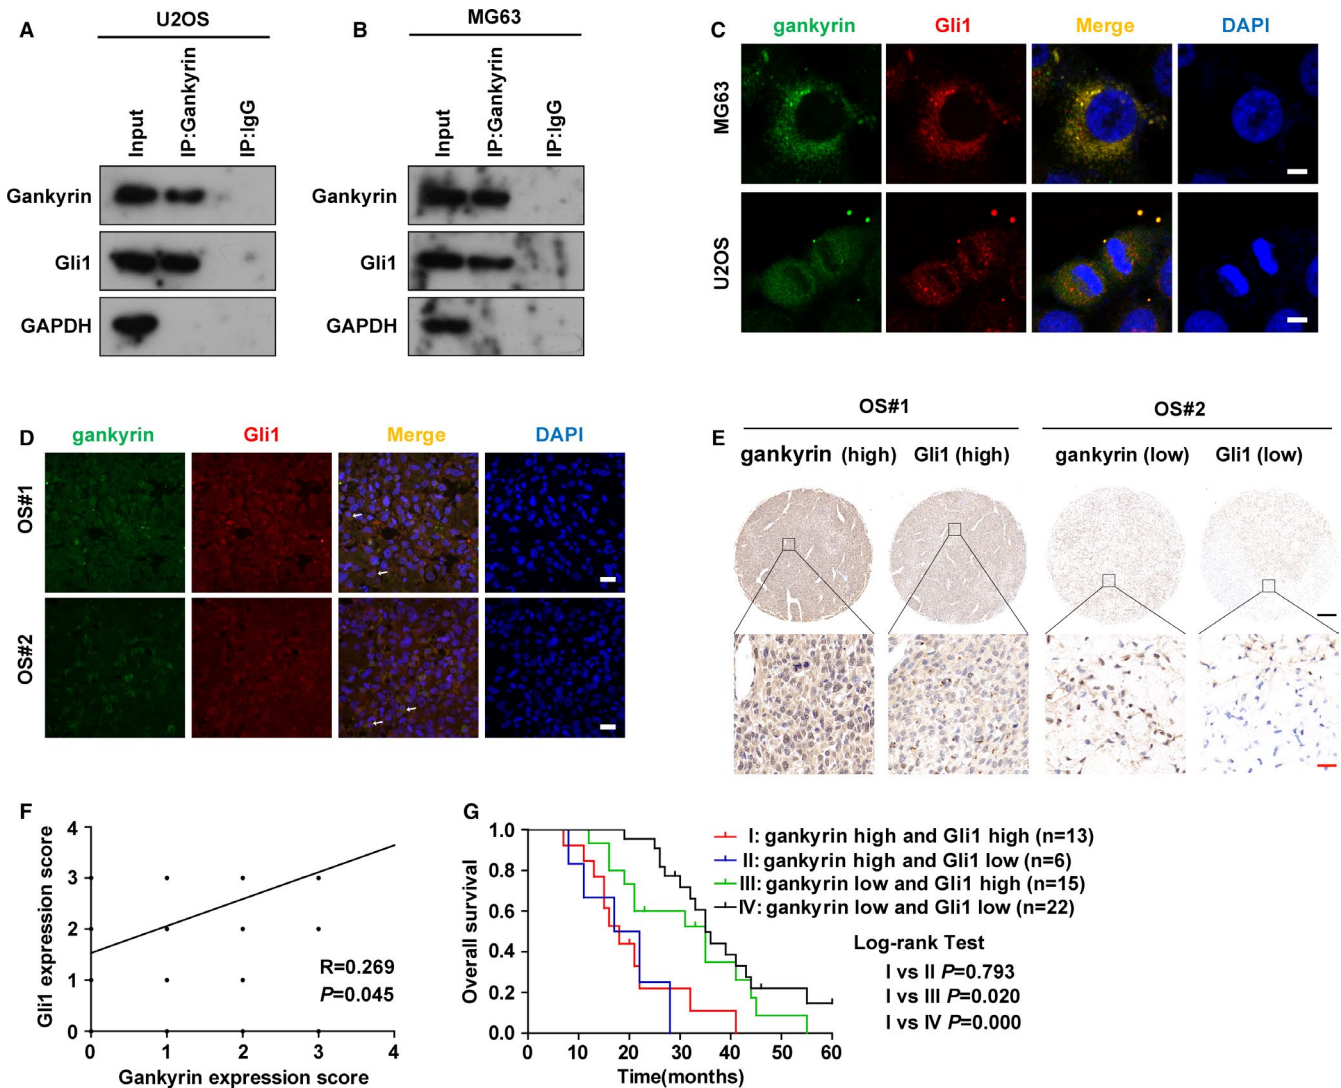 A
U2OS
Input
IP:Gankyrin
IP:IgG
Gankyrin
Gli1
GAPDH
B
MG63
Input
IP:Gankyrin
IP:IgG
Gankyrin
Gli1
GAPDH
C
gankyrin
Gli1
Merge
DAPI
MG63
U2OS
D
gankyrin
Gli1
Merge
DAPI
OS#1
OS#2
E
OS#1
OS#2
gankyrin (high)
Gli1 (high)
gankyrin (low)
Gli1 (low)
F
Gli1 expression score
4
3
2
1
0
R=0.269
P=0.045
0
1
2
3
4
Gankyrin expression score
G
Overall survival
1.0
0.8
0.6
0.4
0.2
0.0
0
10
20
30
40
50
60
Time(months)
I: gankyrin high and Gli1 high (n=13)
II: gankyrin high and Gli1 low (n=6)
III: gankyrin low and Gli1 high (n=15)
IV: gankyrin low and Gli1 low (n=22)
Log-rank Test
I vs II P=0.793
I vs III P=0.020
I vs IV P=0.000